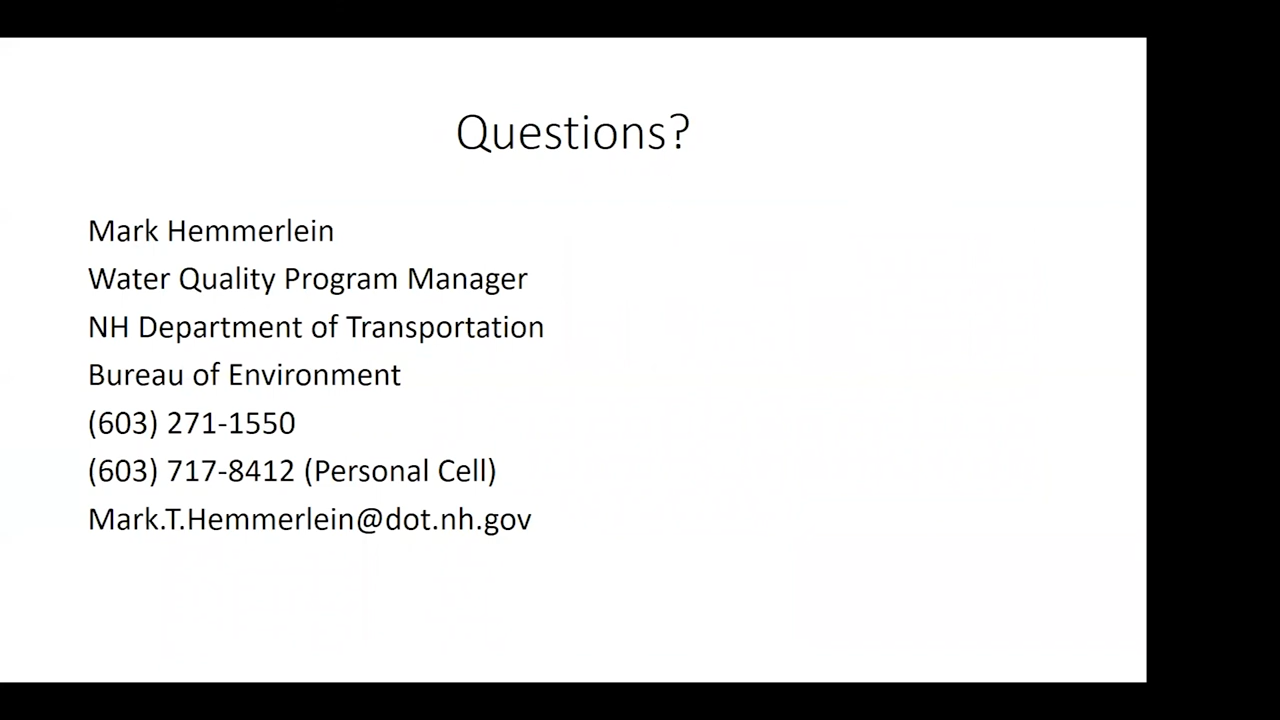 Questions?
Mark Hemmerlein
Water Quality Program Manager
NH Department of Transportation
Bureau of Environment
(603) 271-1550
(603) 717-8412 (Personal Cell)
Mark.T.Hemmerlein@dot.nh.gov